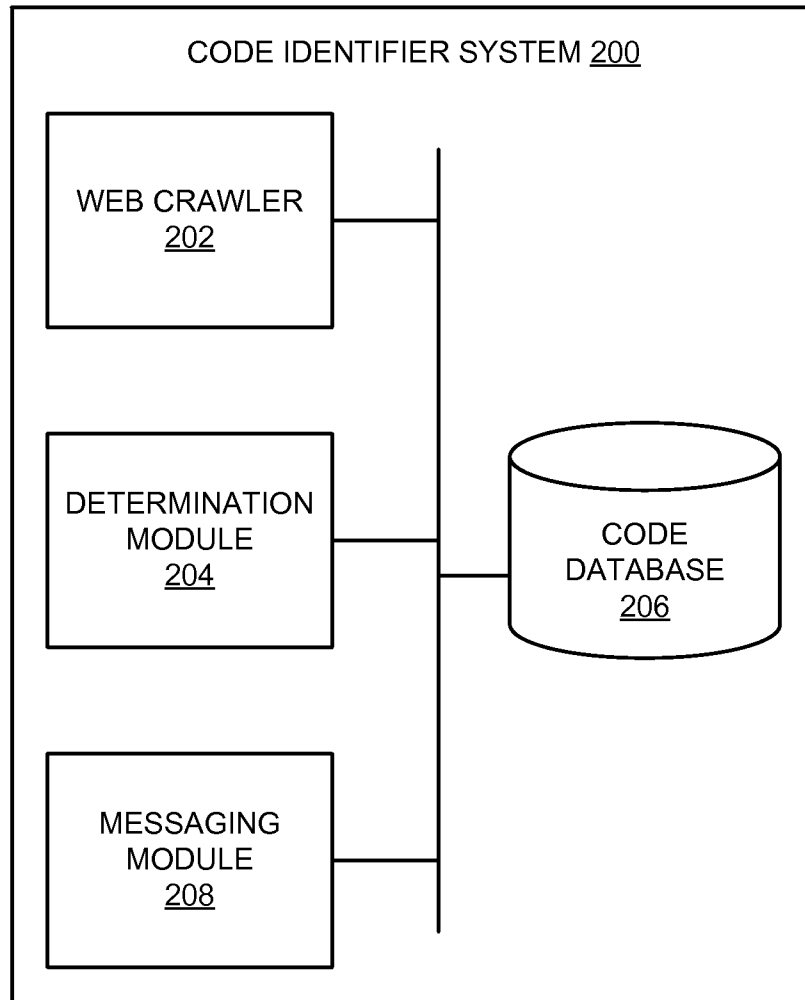 CODE IDENTIFIER SYSTEM 200
WEB CRAWLER
202
DETERMINATION
MODULE
204
CODE
DATABASE
206
MESSAGING
MODULE
208